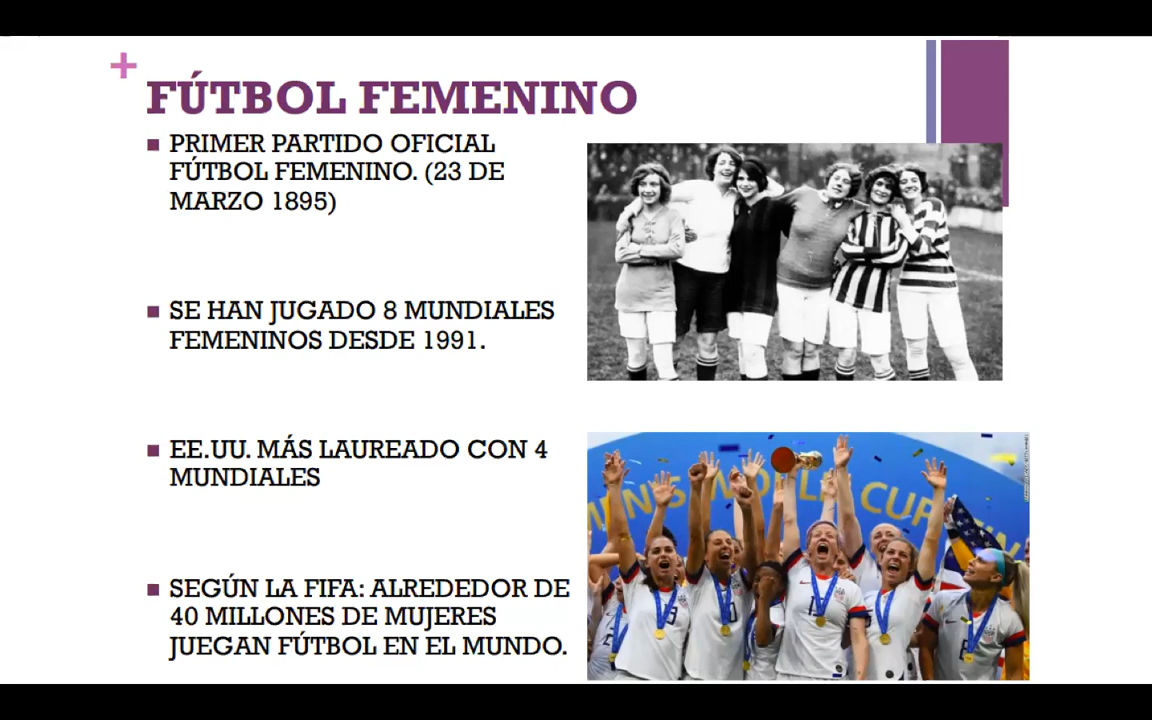 FÚTBOL FEMENINO
PRIMER PARTIDO OFICIAL
FÚTBOL FEMENINO. (23 DE
MARZO 1895)
SE HAN JUGADO 8 MUNDIALES
FEMENINOS DESDE 1991.
EE.UU. MÁS LAUREADO CON 4
MUNDIALES
SEGÚN LA FIFA: ALREDEDOR DE
40 MILLONES DE MUJERES
JUEGAN FÚTBOL EN EL MUNDO.